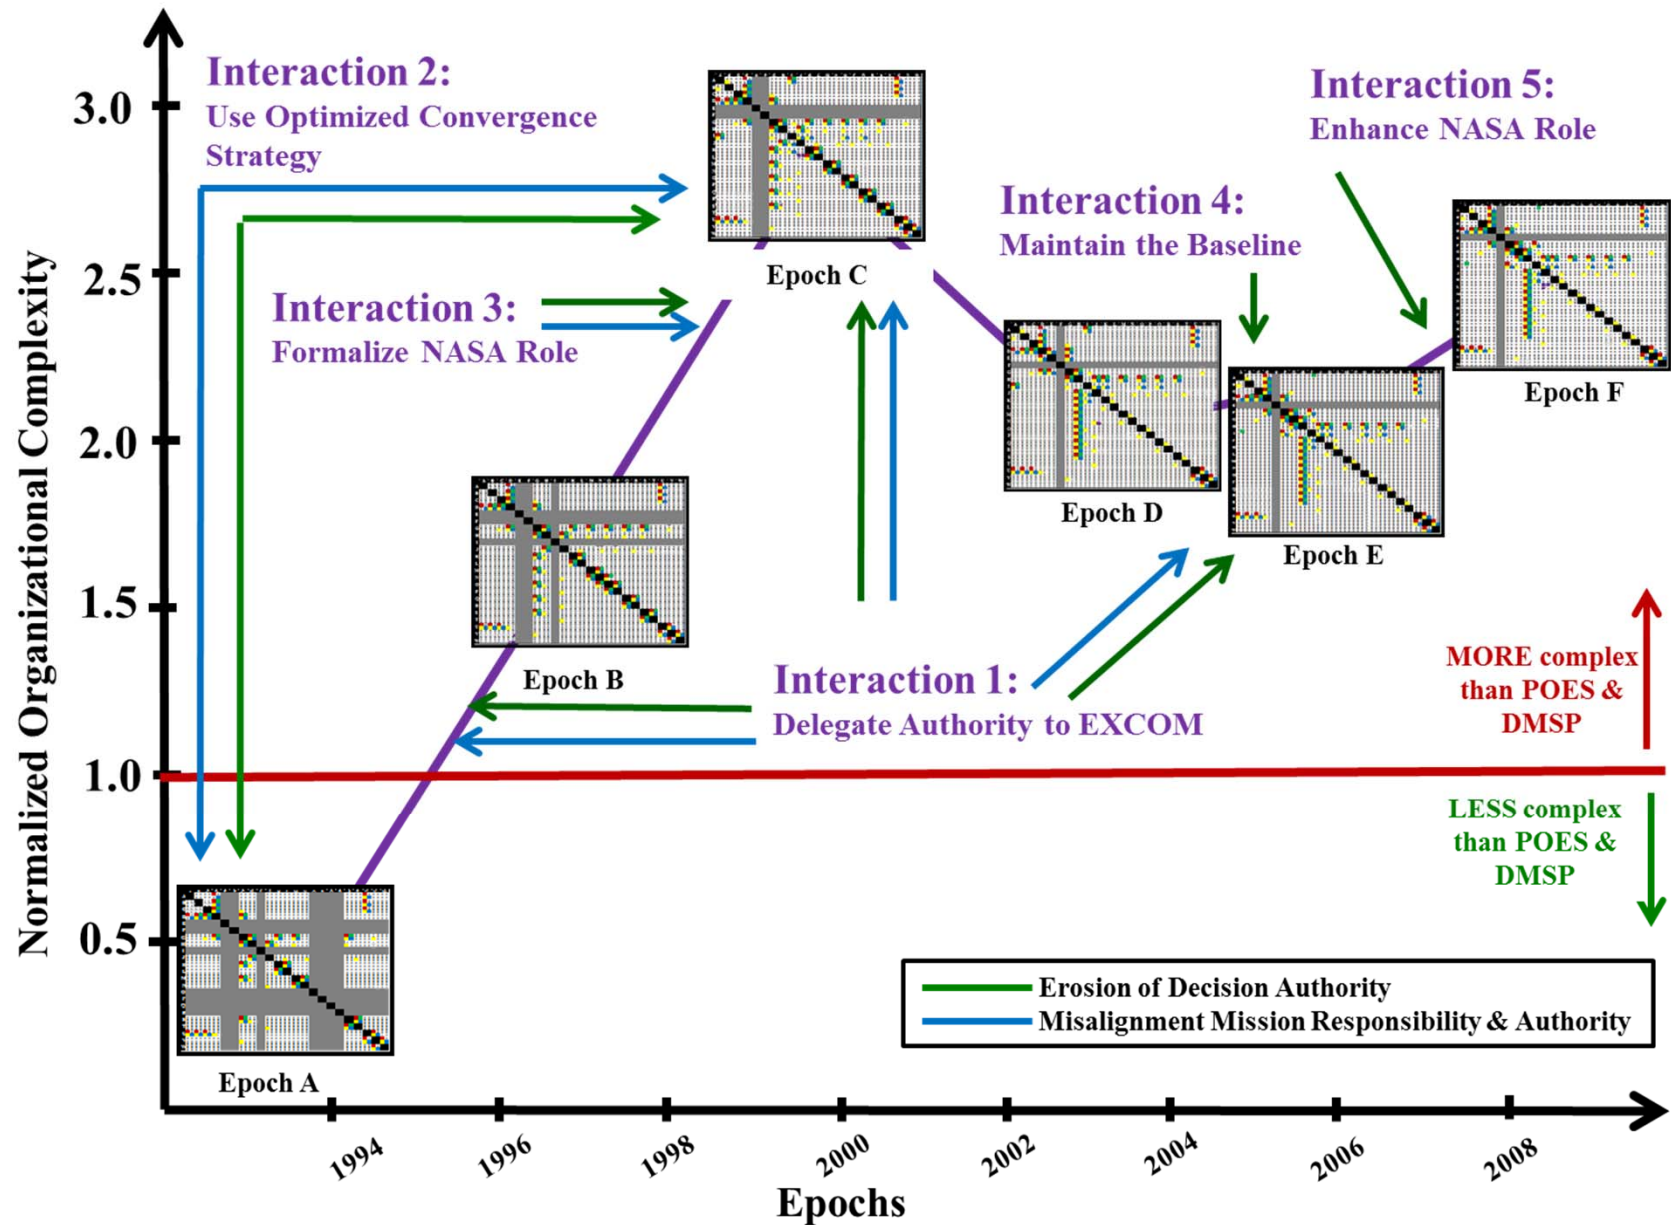 Interaction 2:
Use Optimized Convergence
Strategy
Interaction 5:
Enhance NASA Role
3.0
Interaction 4:
Maintain the Baseline
2.5
Epoch C
Interaction 3:
Formalize NASA Role
Epoch F
2.0
Epoch D
Epoch E
1.5
Normalized Organizational Complexity
Epoch B
Interaction 1:
Delegate Authority to EXCOM
MORE complex
than POES &
DMSP
1.0
LESS complex
than POES &
DMSP
0.5
Erosion of Decision Authority
Misalignment Mission Responsibility & Authority
Epoch A
1994
1996
1998
2000
2002
2004
2006
2008
Epochs